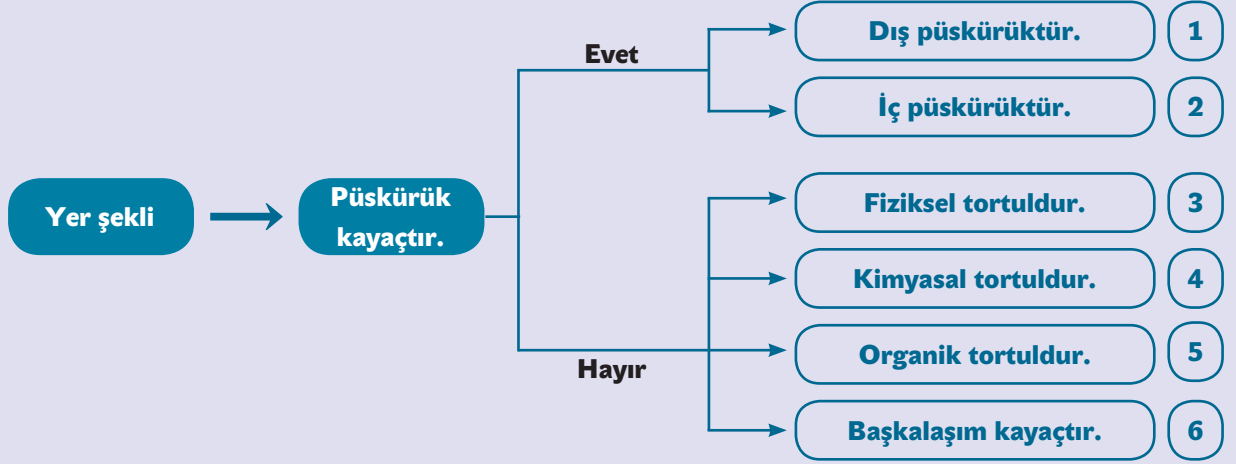 Yer şekli
Püskürük
kayaçtır.
Evet
Dış püskürüktür. 1
İç püskürüktür. 2
Hayır
Fiziksel tortuldur. 3
Kimyasal tortuldur. 4
Organik tortuldur. 5
Başkalaşım kayaçtır. 6